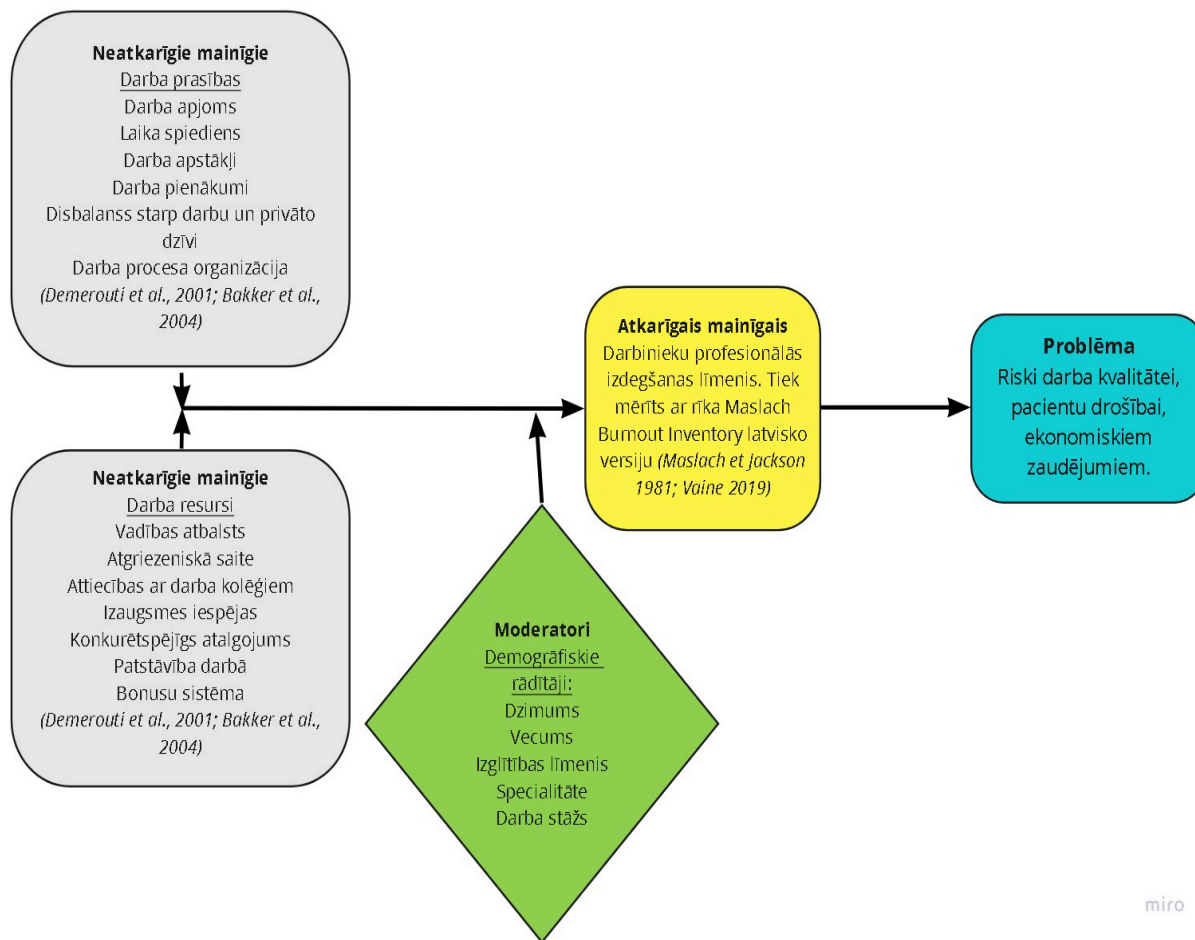 Neatkarīgie mainīgie
Darba prasības
Darba apjoms
Laika spiediens
Darba apstākļi
Darba pienākumi
Disbalanss starp darbu un privāto
dzīvi
Darba procesa organizācija
(Demerouti et al., 2001; Bakker et al.,
2004)
Neatkarīgie mainīgie
Darba resursi
Vadības atbalsts
Atgriezeniskā saite
Attiecības ar darba kolēģiem
Izaugsmes iespējas
Konkurētspējīgs atalgojums
Patstāvība darbā
Bonusu sistēma
(Demerouti et al., 2001; Bakker et al.,
2004)
Moderatori
Demogrāfiskie
rādītāji:
Dzimums
Vecums
Izglītības līmenis
Specialitāte
Darba stāžs
Atkarīgais mainīgais
Darbinieku profesionālās
izdegšanas līmenis. Tiek
mērīts ar rīka Maslach
Burnout Inventory latvisko
versiju (Maslach et Jackson
1981; Vaine 2019)
Problēma
Riski darba kvalitātei,
pacientu drošībai,
ekonomiskiem
zaudējumiem.
miro